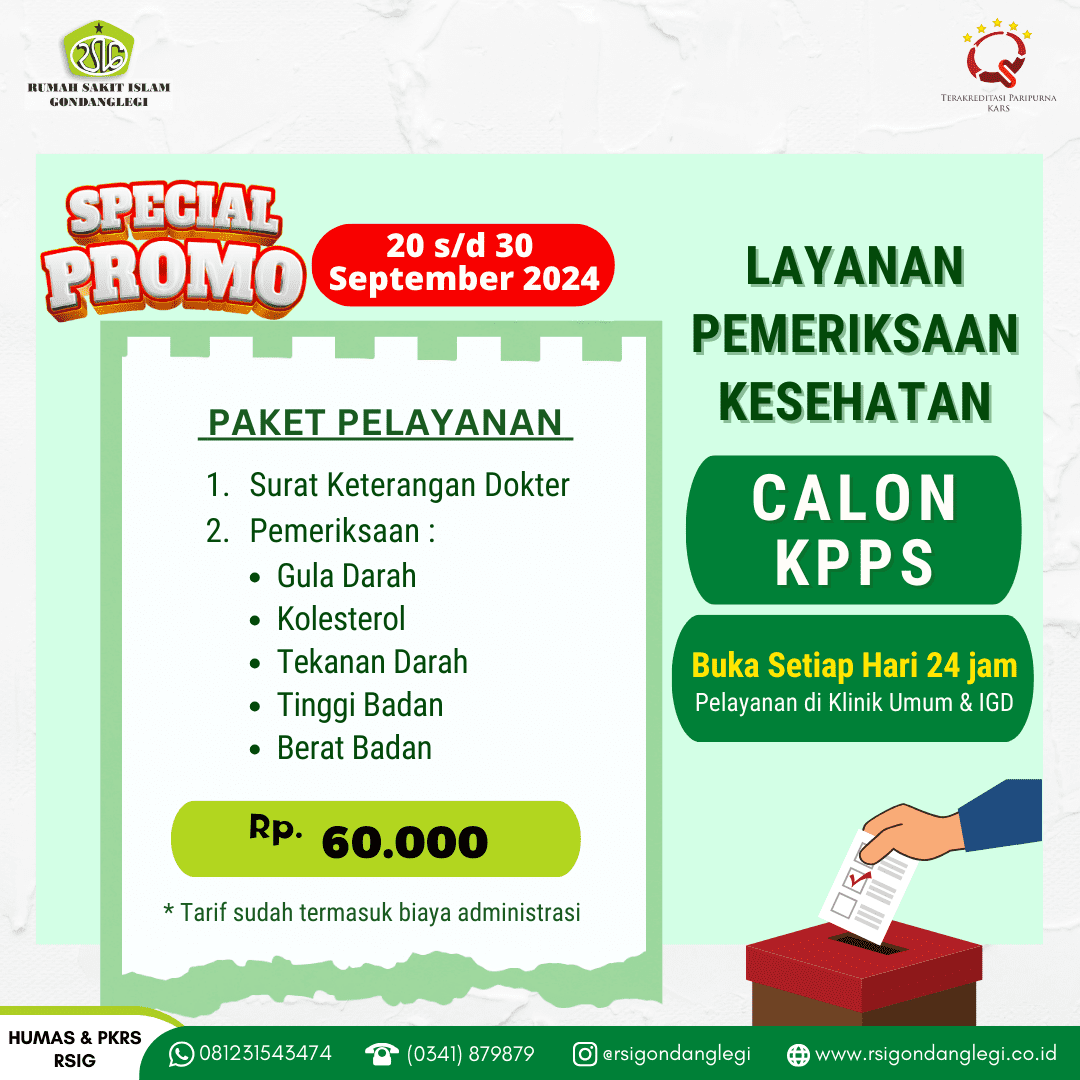 RUMAH SAKIT ISLAM
GONDANGLEGI
TERAKREDITASI PARIPURNA
KARS
SPECIAL
PROMO
20 s/d 30
September 2024
LAYANAN
PEMERIKSAAN
KESEHATAN
CALON
KPPS
Buka Setiap Hari 24 jam
Pelayanan di Klinik Umum & IGD
PAKET PELAYANAN
1. Surat Keterangan Dokter
2. Pemeriksaan :
• Gula Darah
• Kolesterol
• Tekanan Darah
• Tinggi Badan
• Berat Badan
Rp. 60.000
* Tarif sudah termasuk biaya administrasi
HUMAS & PKRS
RSIG
081231543474
(0341) 879879
@rsigondanglegi
www.rsigondanglegi.co.id